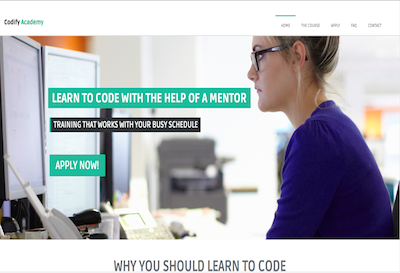 Codify Academy
HOME THE COURSE APPLY FAQ CONTACT
LEARN TO CODE WITH THE HELP OF A MENTOR
TRAINING THAT WORKS WITH YOUR BUSY SCHEDULE
APPLY NOW!
WHY YOU SHOULD LEARN TO CODE